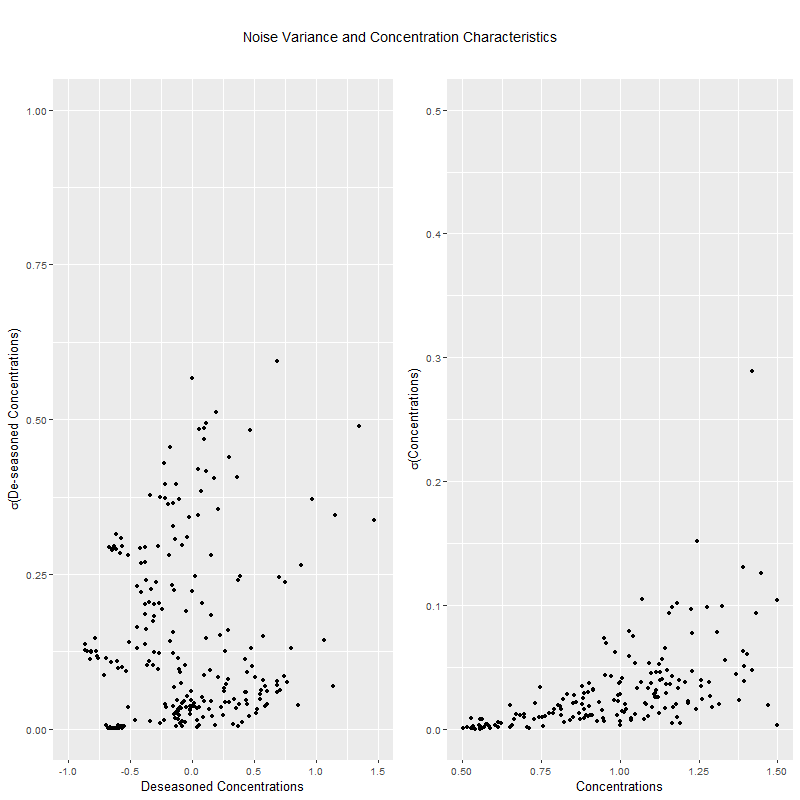 Noise Variance and Concentration Characteristics
σ(De-seasoned Concentrations)
1.00
0.75
0.50
0.25
0.00
-1.0 -0.5 0.0 0.5 1.0 1.5
Deseasoned Concentrations
σ(Concentrations)
0.5
0.4
0.3
0.2
0.1
0.0
0.50 0.75 1.00 1.25 1.50
Concentrations